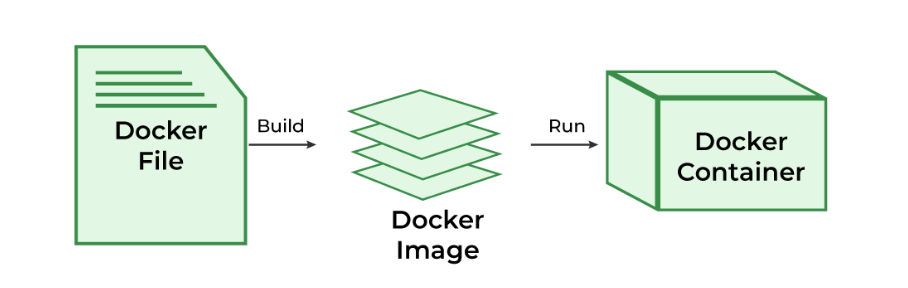 Docker
File
Build
Docker
Image
Run
Docker
Container